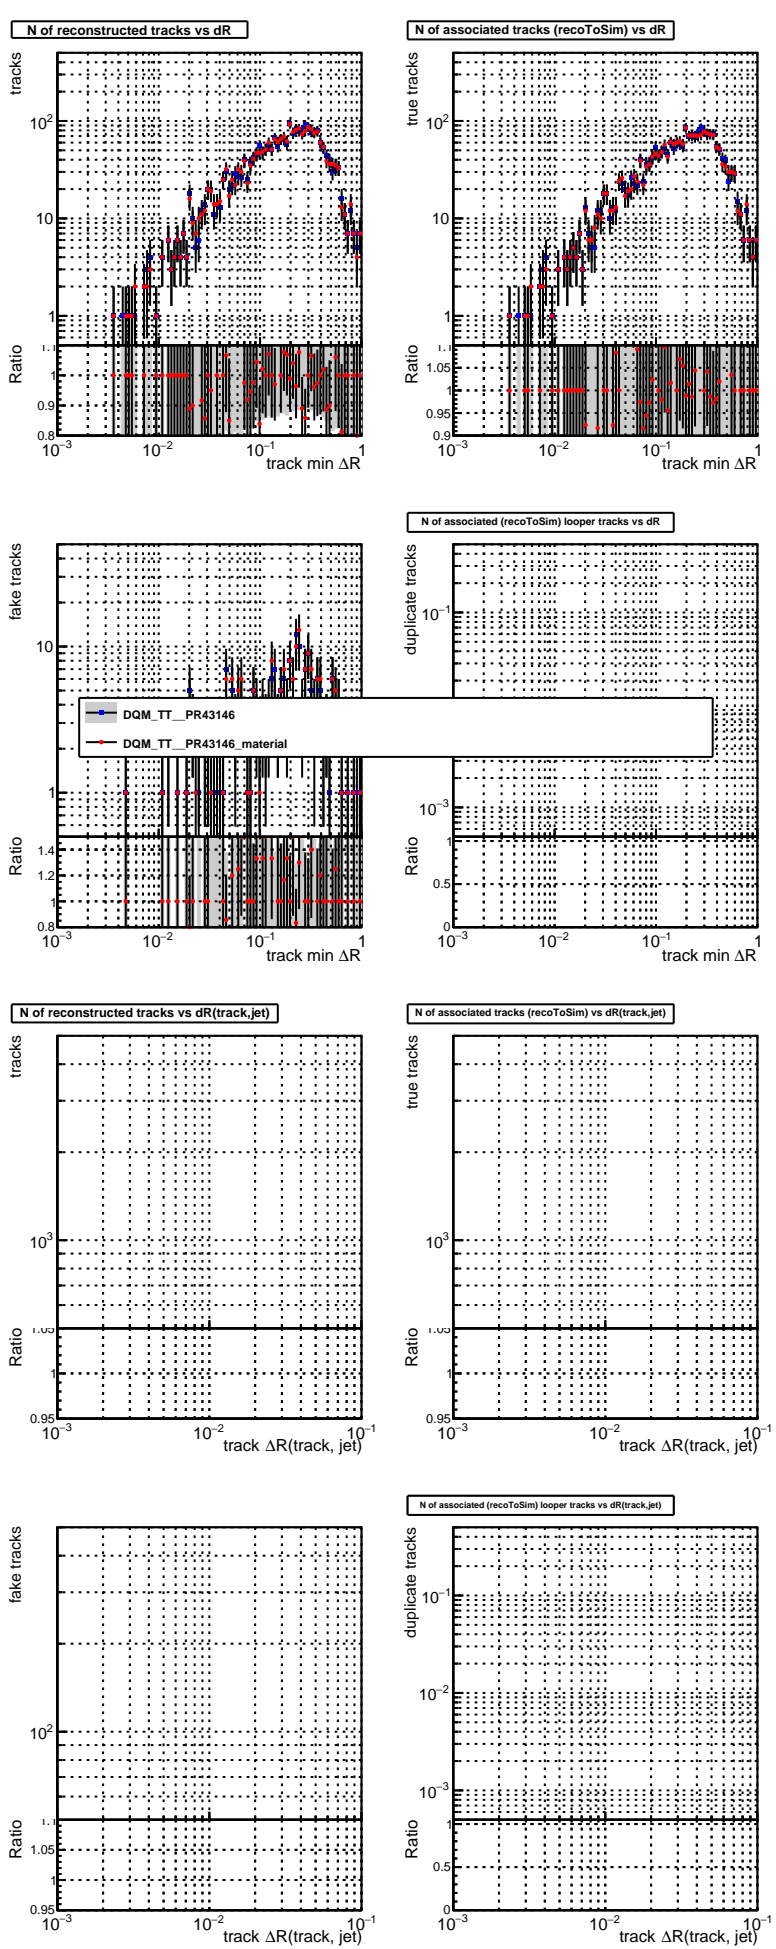 N of reconstructed tracks vs dR
tracks
10²
10
1
Ratio
1.1
1
0.9
0.8
10⁻³
10⁻²
10⁻¹
1
track min ΔR
N of associated tracks (recoToSim) vs dR
true tracks
10²
10
1
Ratio
1.1
1.05
1
0.95
0.9
10⁻³
10⁻²
10⁻¹
1
track min ΔR
fake tracks
10
1
Ratio
1.4
1.2
1
0.8
10⁻³
10⁻²
10⁻¹
1
track min ΔR
N of associated (recoToSim) looper tracks vs dR
duplicate tracks
10⁻¹
10⁻³
Ratio
1
0.5
0
10⁻³
10⁻²
10⁻¹
1
track min ΔR
DQM_TT__PR43146
DQM_TT__PR43146_material
N of reconstructed tracks vs dR(track,jet)
tracks
10³
Ratio
1.05
1
0.95
10⁻³
10⁻²
10⁻¹
track ΔR(track, jet)
N of associated tracks (recoToSim) vs dR(track,jet)
true tracks
10³
Ratio
1.05
1
0.95
10⁻³
10⁻²
10⁻¹
track ΔR(track, jet)
fake tracks
10²
Ratio
1.1
1.05
1
0.95
10⁻³
10⁻²
10⁻¹
track ΔR(track, jet)
N of associated (recoToSim) looper tracks vs dR(track,jet)
duplicate tracks
10⁻¹
10⁻²
10⁻³
Ratio
1
0.5
0
10⁻³
10⁻²
10⁻¹
track ΔR(track, jet)